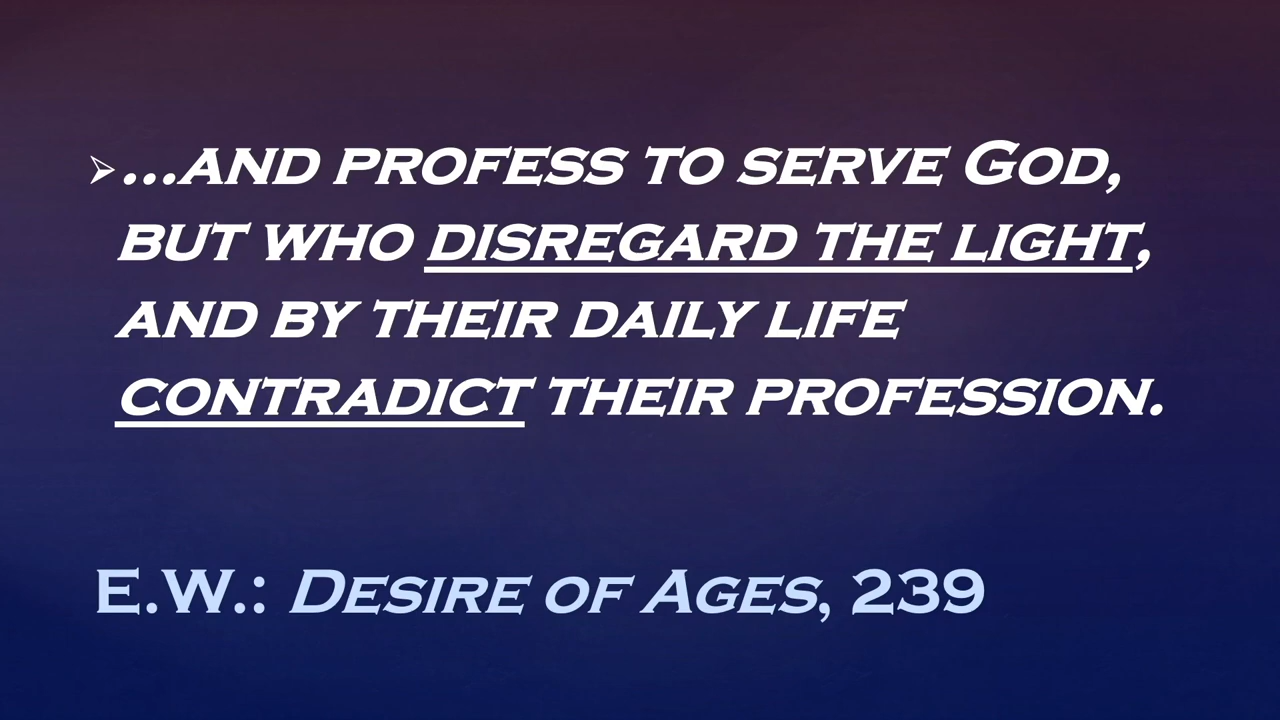 …AND PROFESS TO SERVE GOD,
BUT WHO DISREGARD THE LIGHT,
AND BY THEIR DAILY LIFE
CONTRADICT THEIR PROFESSION.
E.W.: DESIRE OF AGES, 239